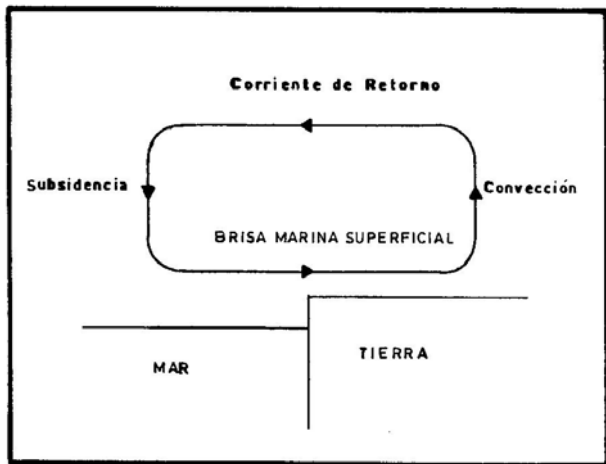 Corriente de Retorno
Subsidencia
Convección
BRISA MARINA SUPERFICIAL
TIERRA
MAR